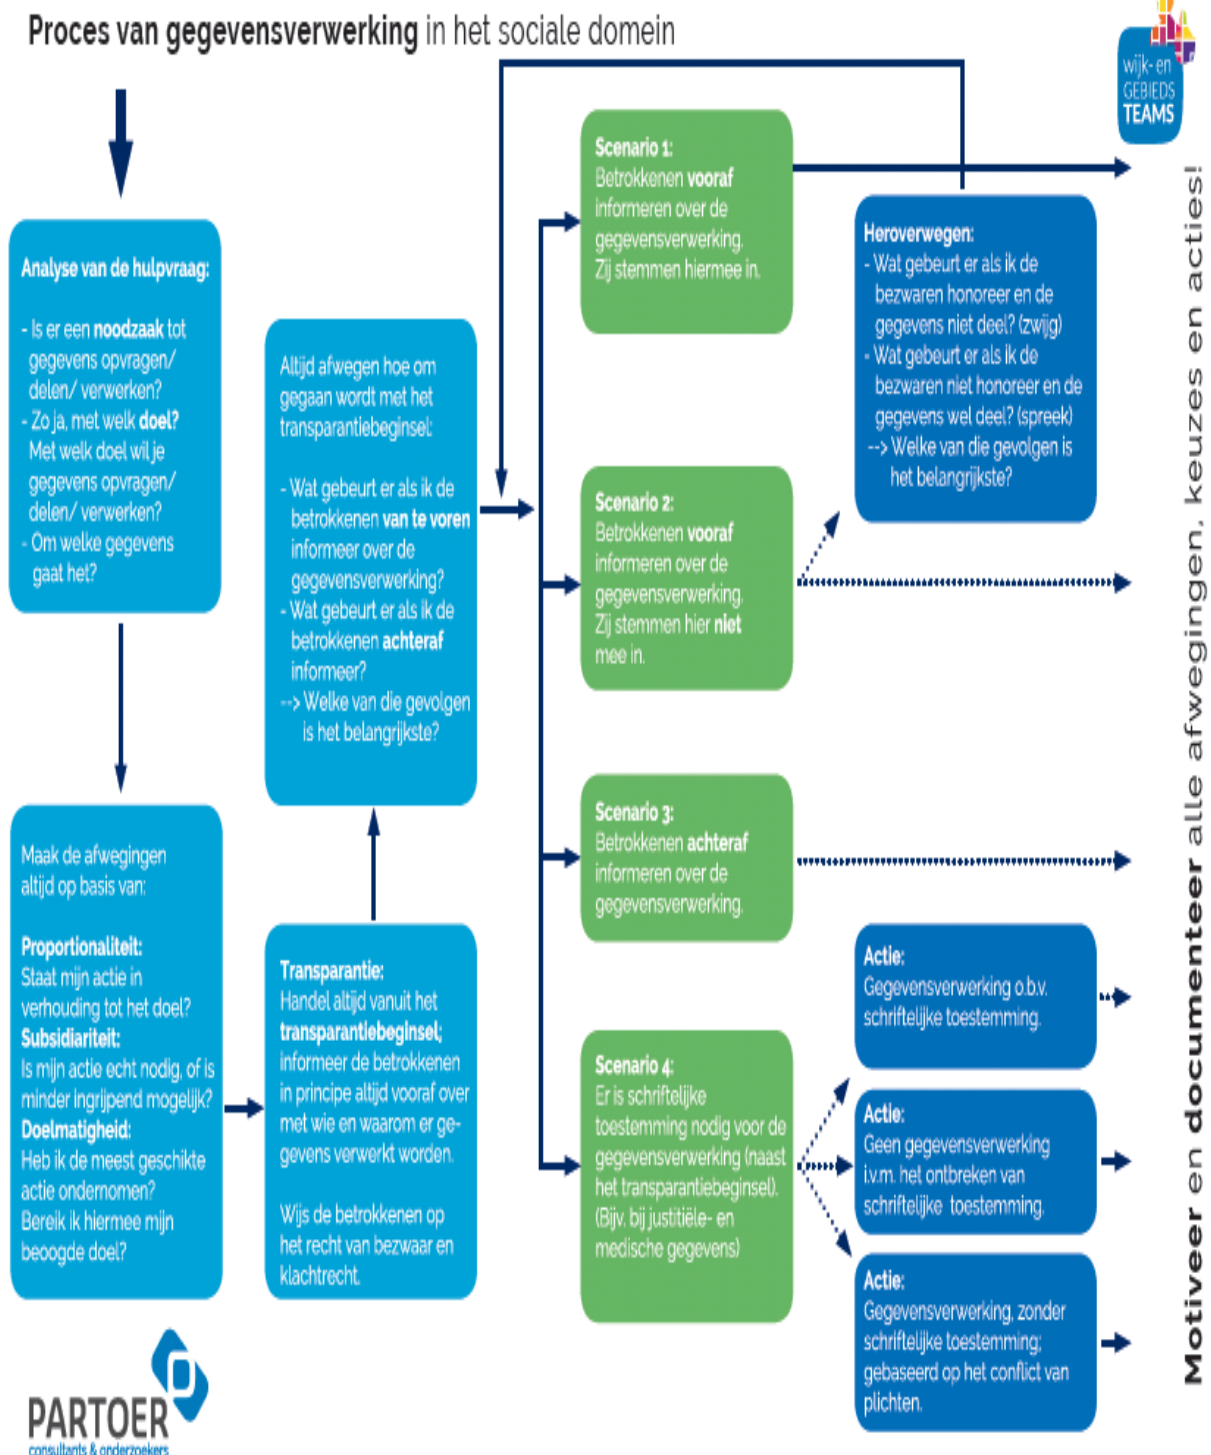 Proces van gegevensverwerking in het sociale domein
wijk- en
GEBIEDS
TEAMS
Analyse van de hulpvraag:
- Is er een noodzaak tot
gegevens opvragen/
delen/ verwerken?
- Zo ja, met welk doel?
Met welk doel wil je
gegevens opvragen/
delen/ verwerken?
- Om welke gegevens
gaat het?
Maak de afwegingen
altijd op basis van:
Proportionaliteit:
Staat mijn actie in
verhouding tot het doel?
Subsidiariteit:
Is mijn actie echt nodig, of is
minder ingrijpend mogelijk?
Doelmatigheid:
Heb ik de meest geschikte
actie ondernomen?
Bereik ik hiermee mijn
beoogde doel?
Transparantie:
Handel altijd vanuit het
transparantiebeginsel;
informeer de betrokkenen
in principe altijd vooraf over
met wie en waarom er ge-
gevens verwerkt worden.
Wijs de betrokkenen op
het recht van bezwaar en
klachtrecht.
Altijd afwegen hoe om
gegaan wordt met het
transparantiebeginsel:
- Wat gebeurt er als ik de
betrokkenen van te voren
informeer over de
gegevensverwerking?
- Wat gebeurt er als ik de
betrokkenen achteraf
informeer?
--> Welke van die gevolgen
is het belangrijkste?
Scenario 1:
Betrokkenen vooraf
informeren over de
gegevensverwerking.
Zij stemmen hiermee in.
Scenario 2:
Betrokkenen vooraf
informeren over de
gegevensverwerking.
Zij stemmen hier niet
mee in.
Heroverwegen:
- Wat gebeurt er als ik de
bezwaren honoreer en de
gegevens niet deel? (zwijg)
- Wat gebeurt er als ik de
bezwaren niet honoreer en de
gegevens wel deel? (spreek)
--> Welke van die gevolgen is
het belangrijkste?
Scenario 3:
Betrokkenen achteraf
informeren over de
gegevensverwerking.
Scenario 4:
Er is schriftelijke
toestemming nodig voor de
gegevensverwerking (naast
het transparantiebeginsel).
(Bijv. bij justitiële- en
medische gegevens)
Actie:
Gegevensverwerking o.b.v.
schriftelijke toestemming.
Actie:
Geen gegevensverwerking
i.v.m. het ontbreken van
schriftelijke toestemming.
Actie:
Gegevensverwerking, zonder
schriftelijke toestemming;
gebaseerd op het conflict van
plichten.
Motiveer en documenteer alle afwegingen, keuzes en acties!
PARTOER
consultants & onderzoekers